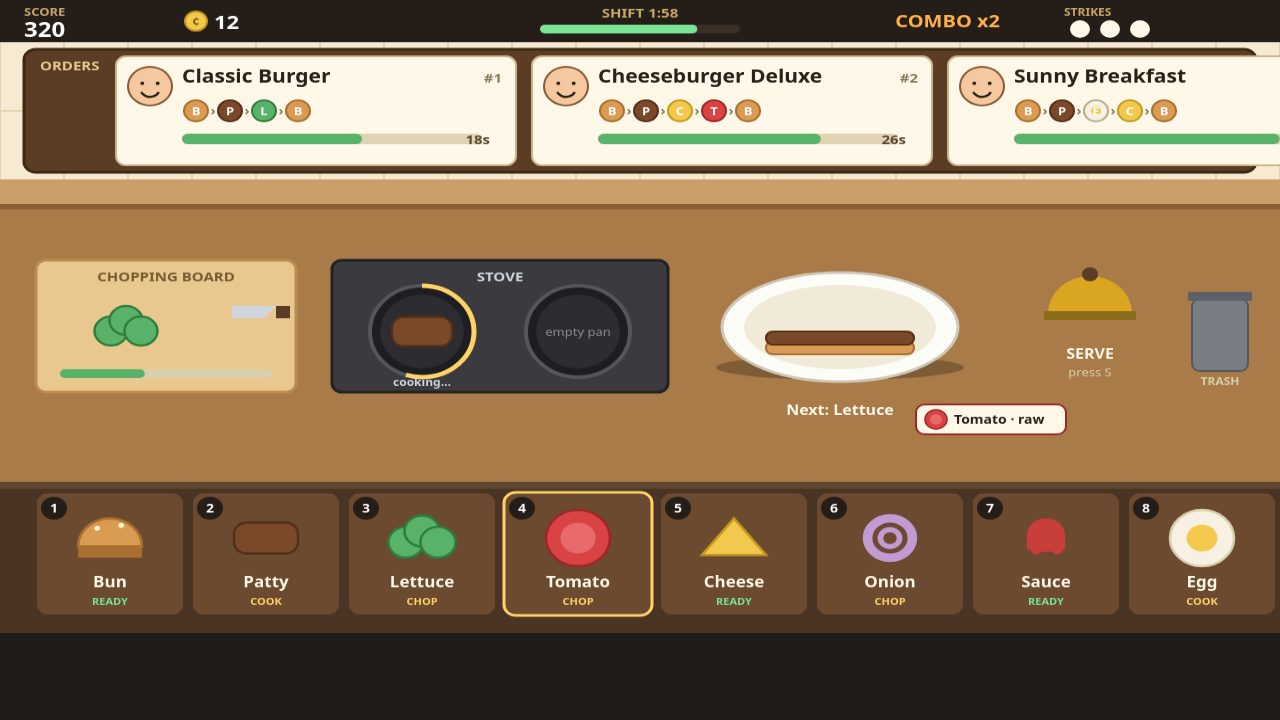 SCORE
320
¢ 12
SHIFT 1:58
COMBO x2
STRIKES
ORDERS
Classic Burger #1
B › P › L › B
18s
Cheeseburger Deluxe #2
B › P › C › T › B
26s
Sunny Breakfast
B › P › E › C › B
CHOPPING BOARD
STOVE
empty pan
cooking...
SERVE
press S
TRASH
Next: Lettuce
Tomato · raw
1 2 3 4 5 6 7 8
Bun Patty Lettuce Tomato Cheese Onion Sauce Egg
READY COOK CHOP CHOP READY CHOP READY COOK